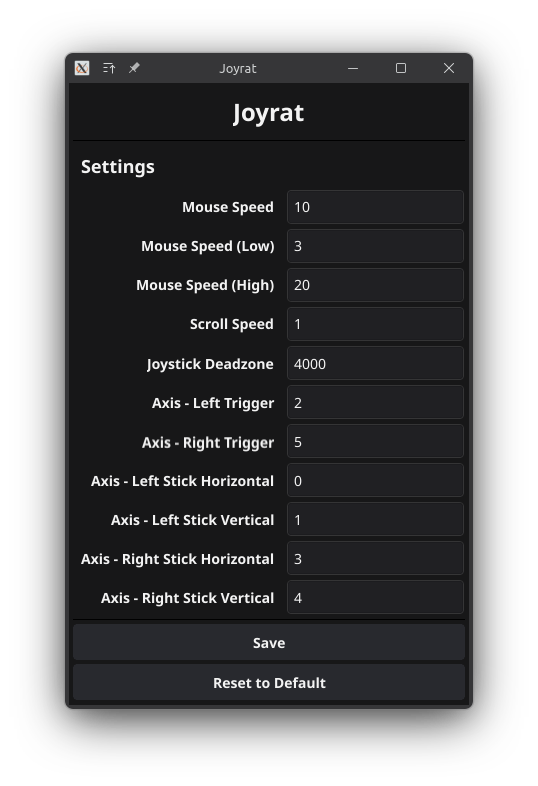 Joyrat
Joyrat
Settings
Mouse Speed 10
Mouse Speed (Low) 3
Mouse Speed (High) 20
Scroll Speed 1
Joystick Deadzone 4000
Axis - Left Trigger 2
Axis - Right Trigger 5
Axis - Left Stick Horizontal 0
Axis - Left Stick Vertical 1
Axis - Right Stick Horizontal 3
Axis - Right Stick Vertical 4
Save
Reset to Default